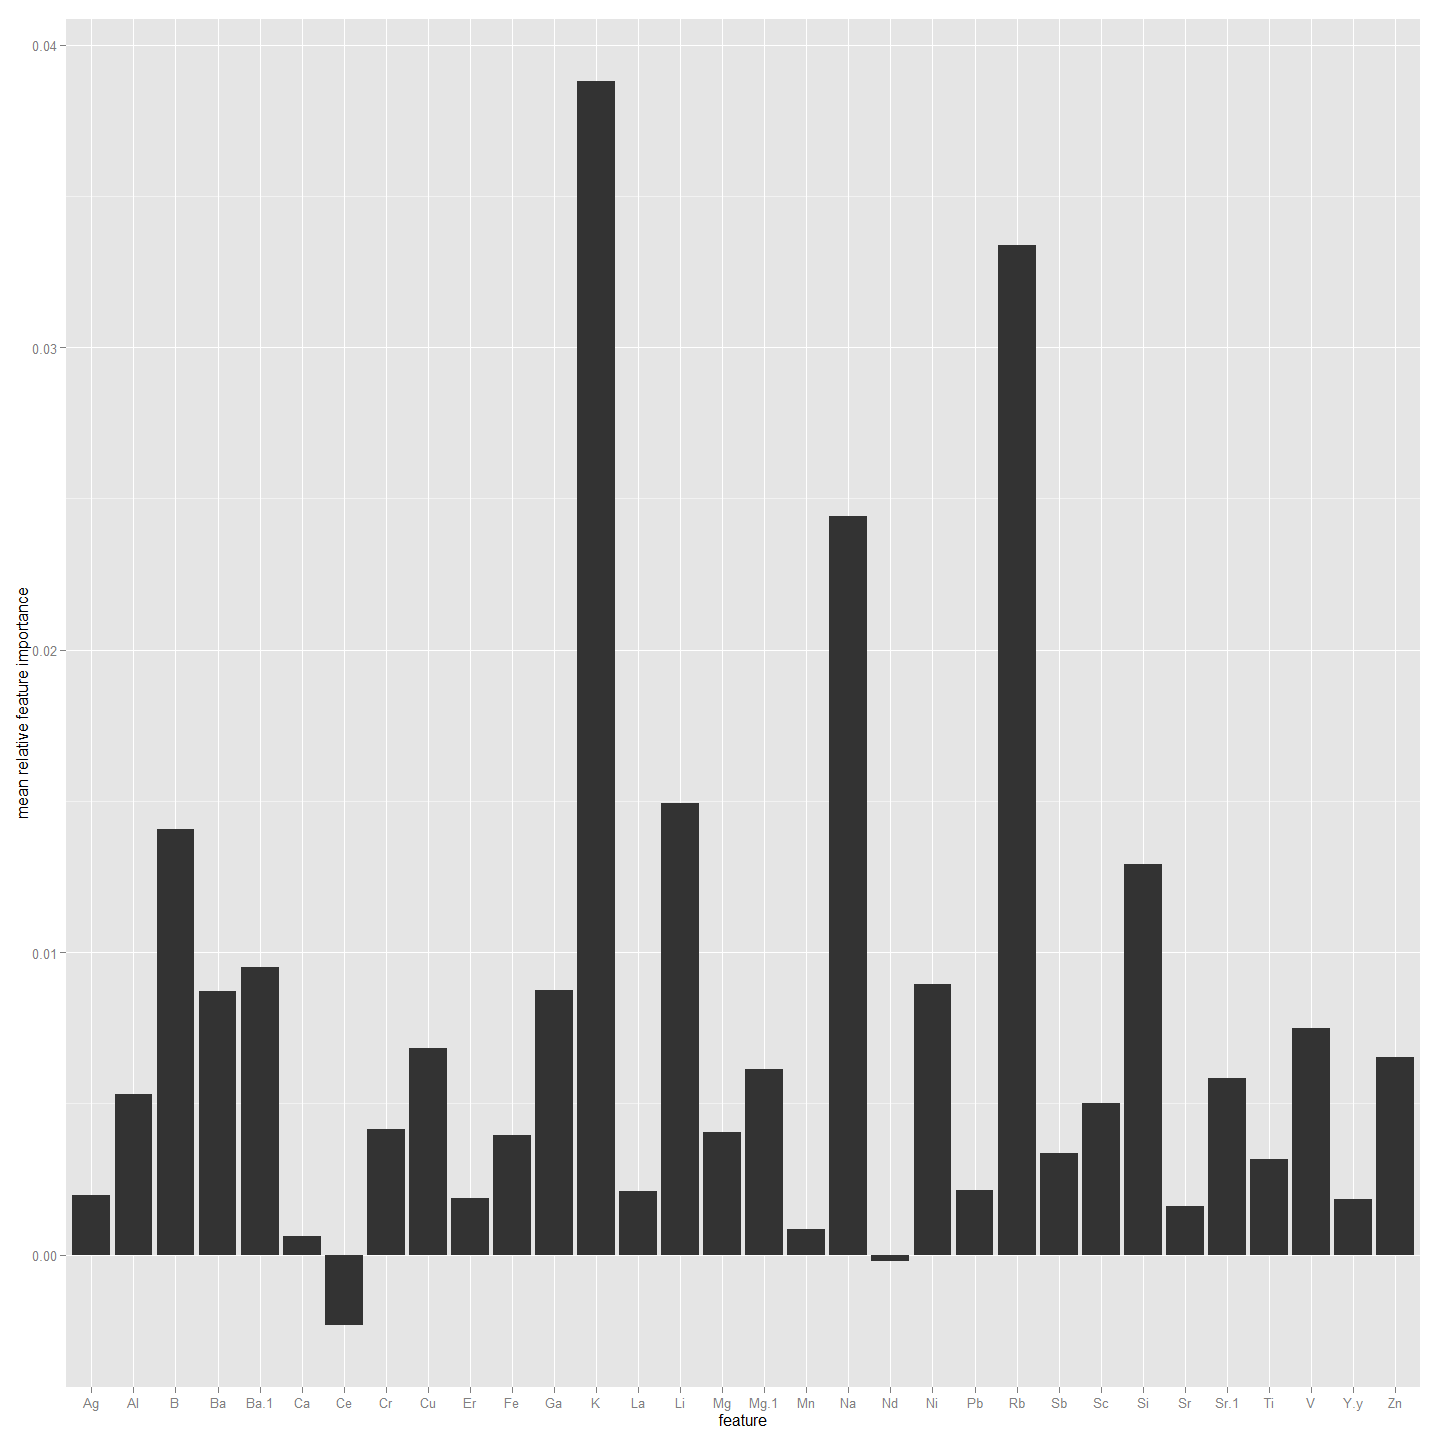 0.04
0.03
0.02
0.01
0.00
mean relative feature importance
Ag Al B Ba Ba.1 Ca Ce Cr Cu Er Fe Ga K La Li Mg Mg.1 Mn Na Nd Ni Pb Rb Sb Sc Si Sr Sr.1 Ti V Y.y Zn
feature